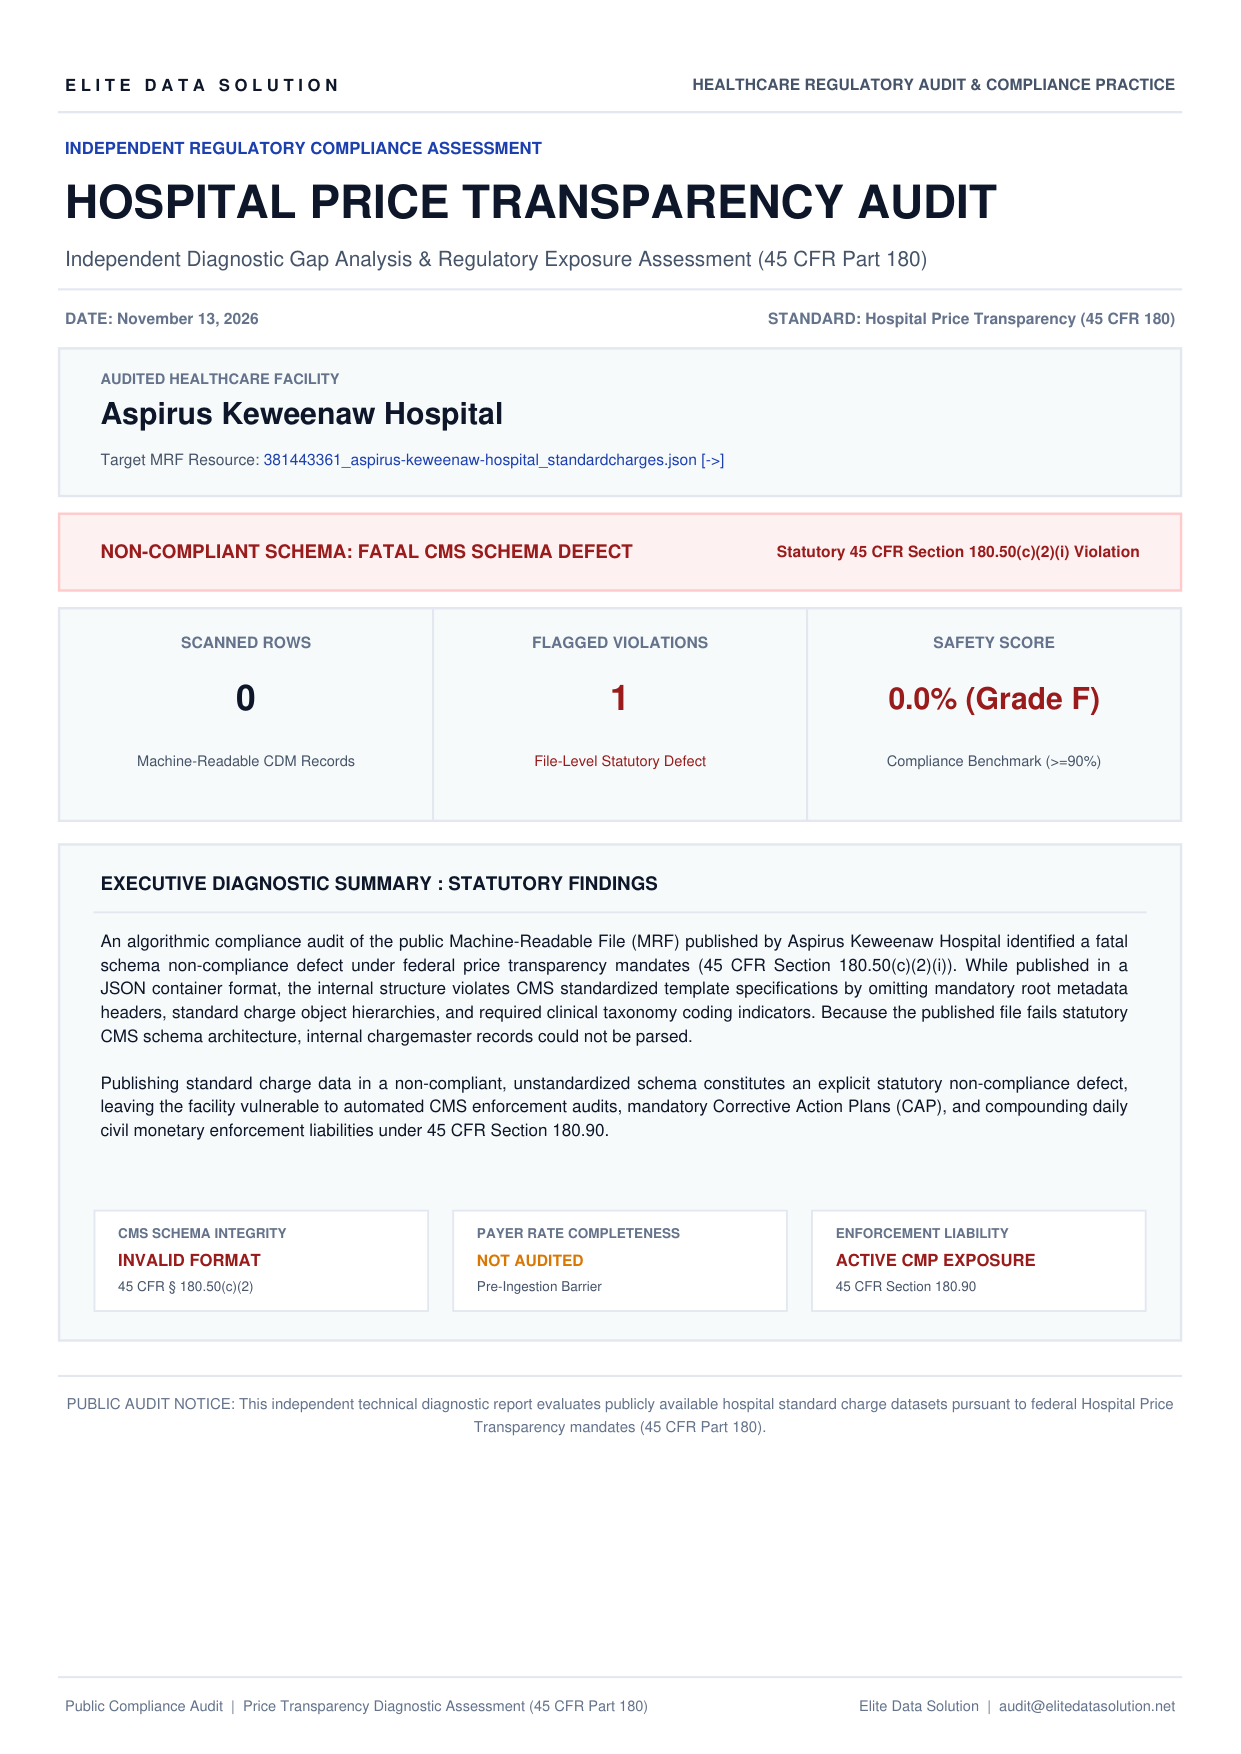 ELITE DATA SOLUTION
HEALTHCARE REGULATORY AUDIT & COMPLIANCE PRACTICE
INDEPENDENT REGULATORY COMPLIANCE ASSESSMENT
HOSPITAL PRICE TRANSPARENCY AUDIT
Independent Diagnostic Gap Analysis & Regulatory Exposure Assessment (45 CFR Part 180)
DATE: November 13, 2026
STANDARD: Hospital Price Transparency (45 CFR 180)
AUDITED HEALTHCARE FACILITY
Aspirus Keweenaw Hospital
Target MRF Resource: 381443361_aspirus-keweenaw-hospital_standardcharges.json [->]
NON-COMPLIANT SCHEMA: FATAL CMS SCHEMA DEFECT
Statutory 45 CFR Section 180.50(c)(2)(i) Violation
SCANNED ROWS
0
Machine-Readable CDM Records
FLAGGED VIOLATIONS
1
File-Level Statutory Defect
SAFETY SCORE
0.0% (Grade F)
Compliance Benchmark (>=90%)
EXECUTIVE DIAGNOSTIC SUMMARY : STATUTORY FINDINGS
An algorithmic compliance audit of the public Machine-Readable File (MRF) published by Aspirus Keweenaw Hospital identified a fatal
schema non-compliance defect under federal price transparency mandates (45 CFR Section 180.50(c)(2)(i)). While published in a
JSON container format, the internal structure violates CMS standardized template specifications by omitting mandatory root metadata
headers, standard charge object hierarchies, and required clinical taxonomy coding indicators. Because the published file fails statutory
CMS schema architecture, internal chargemaster records could not be parsed.
Publishing standard charge data in a non-compliant, unstandardized schema constitutes an explicit statutory non-compliance defect,
leaving the facility vulnerable to automated CMS enforcement audits, mandatory Corrective Action Plans (CAP), and compounding daily
civil monetary enforcement liabilities under 45 CFR Section 180.90.
CMS SCHEMA INTEGRITY
INVALID FORMAT
45 CFR § 180.50(c)(2)
PAYER RATE COMPLETENESS
NOT AUDITED
Pre-Ingestion Barrier
ENFORCEMENT LIABILITY
ACTIVE CMP EXPOSURE
45 CFR Section 180.90
PUBLIC AUDIT NOTICE: This independent technical diagnostic report evaluates publicly available hospital standard charge datasets pursuant to federal Hospital Price
Transparency mandates (45 CFR Part 180).
Public Compliance Audit | Price Transparency Diagnostic Assessment (45 CFR Part 180)
Elite Data Solution | audit@elitedatasolution.net